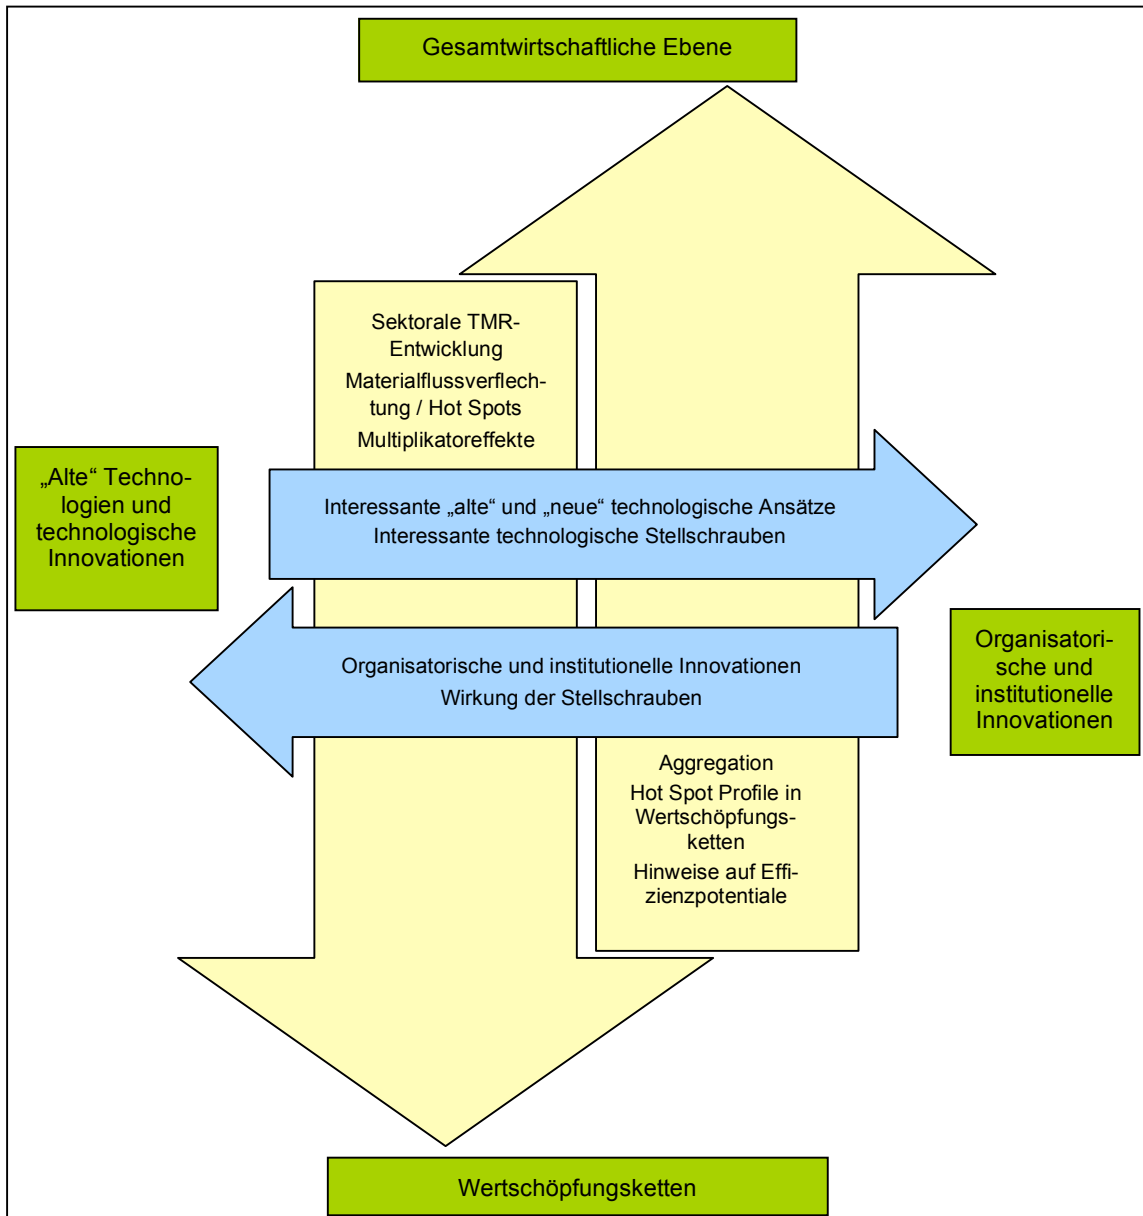 Gesamtwirtschaftliche Ebene
Sektorale TMR-
Entwicklung
Materialflussverflech-
tung / Hot Spots
Multiplikatoreffekte
„Alte“ Techno-
logien und
technologische
Innovationen
Interessante „alte“ und „neue“ technologische Ansätze
Interessante technologische Stellschrauben
Organisatorische und institutionelle Innovationen
Wirkung der Stellschrauben
Organisatori-
sche und
institutionelle
Innovationen
Aggregation
Hot Spot Profile in
Wertschöpfungs-
ketten
Hinweise auf Effi-
zienzpotentiale
Wertschöpfungsketten